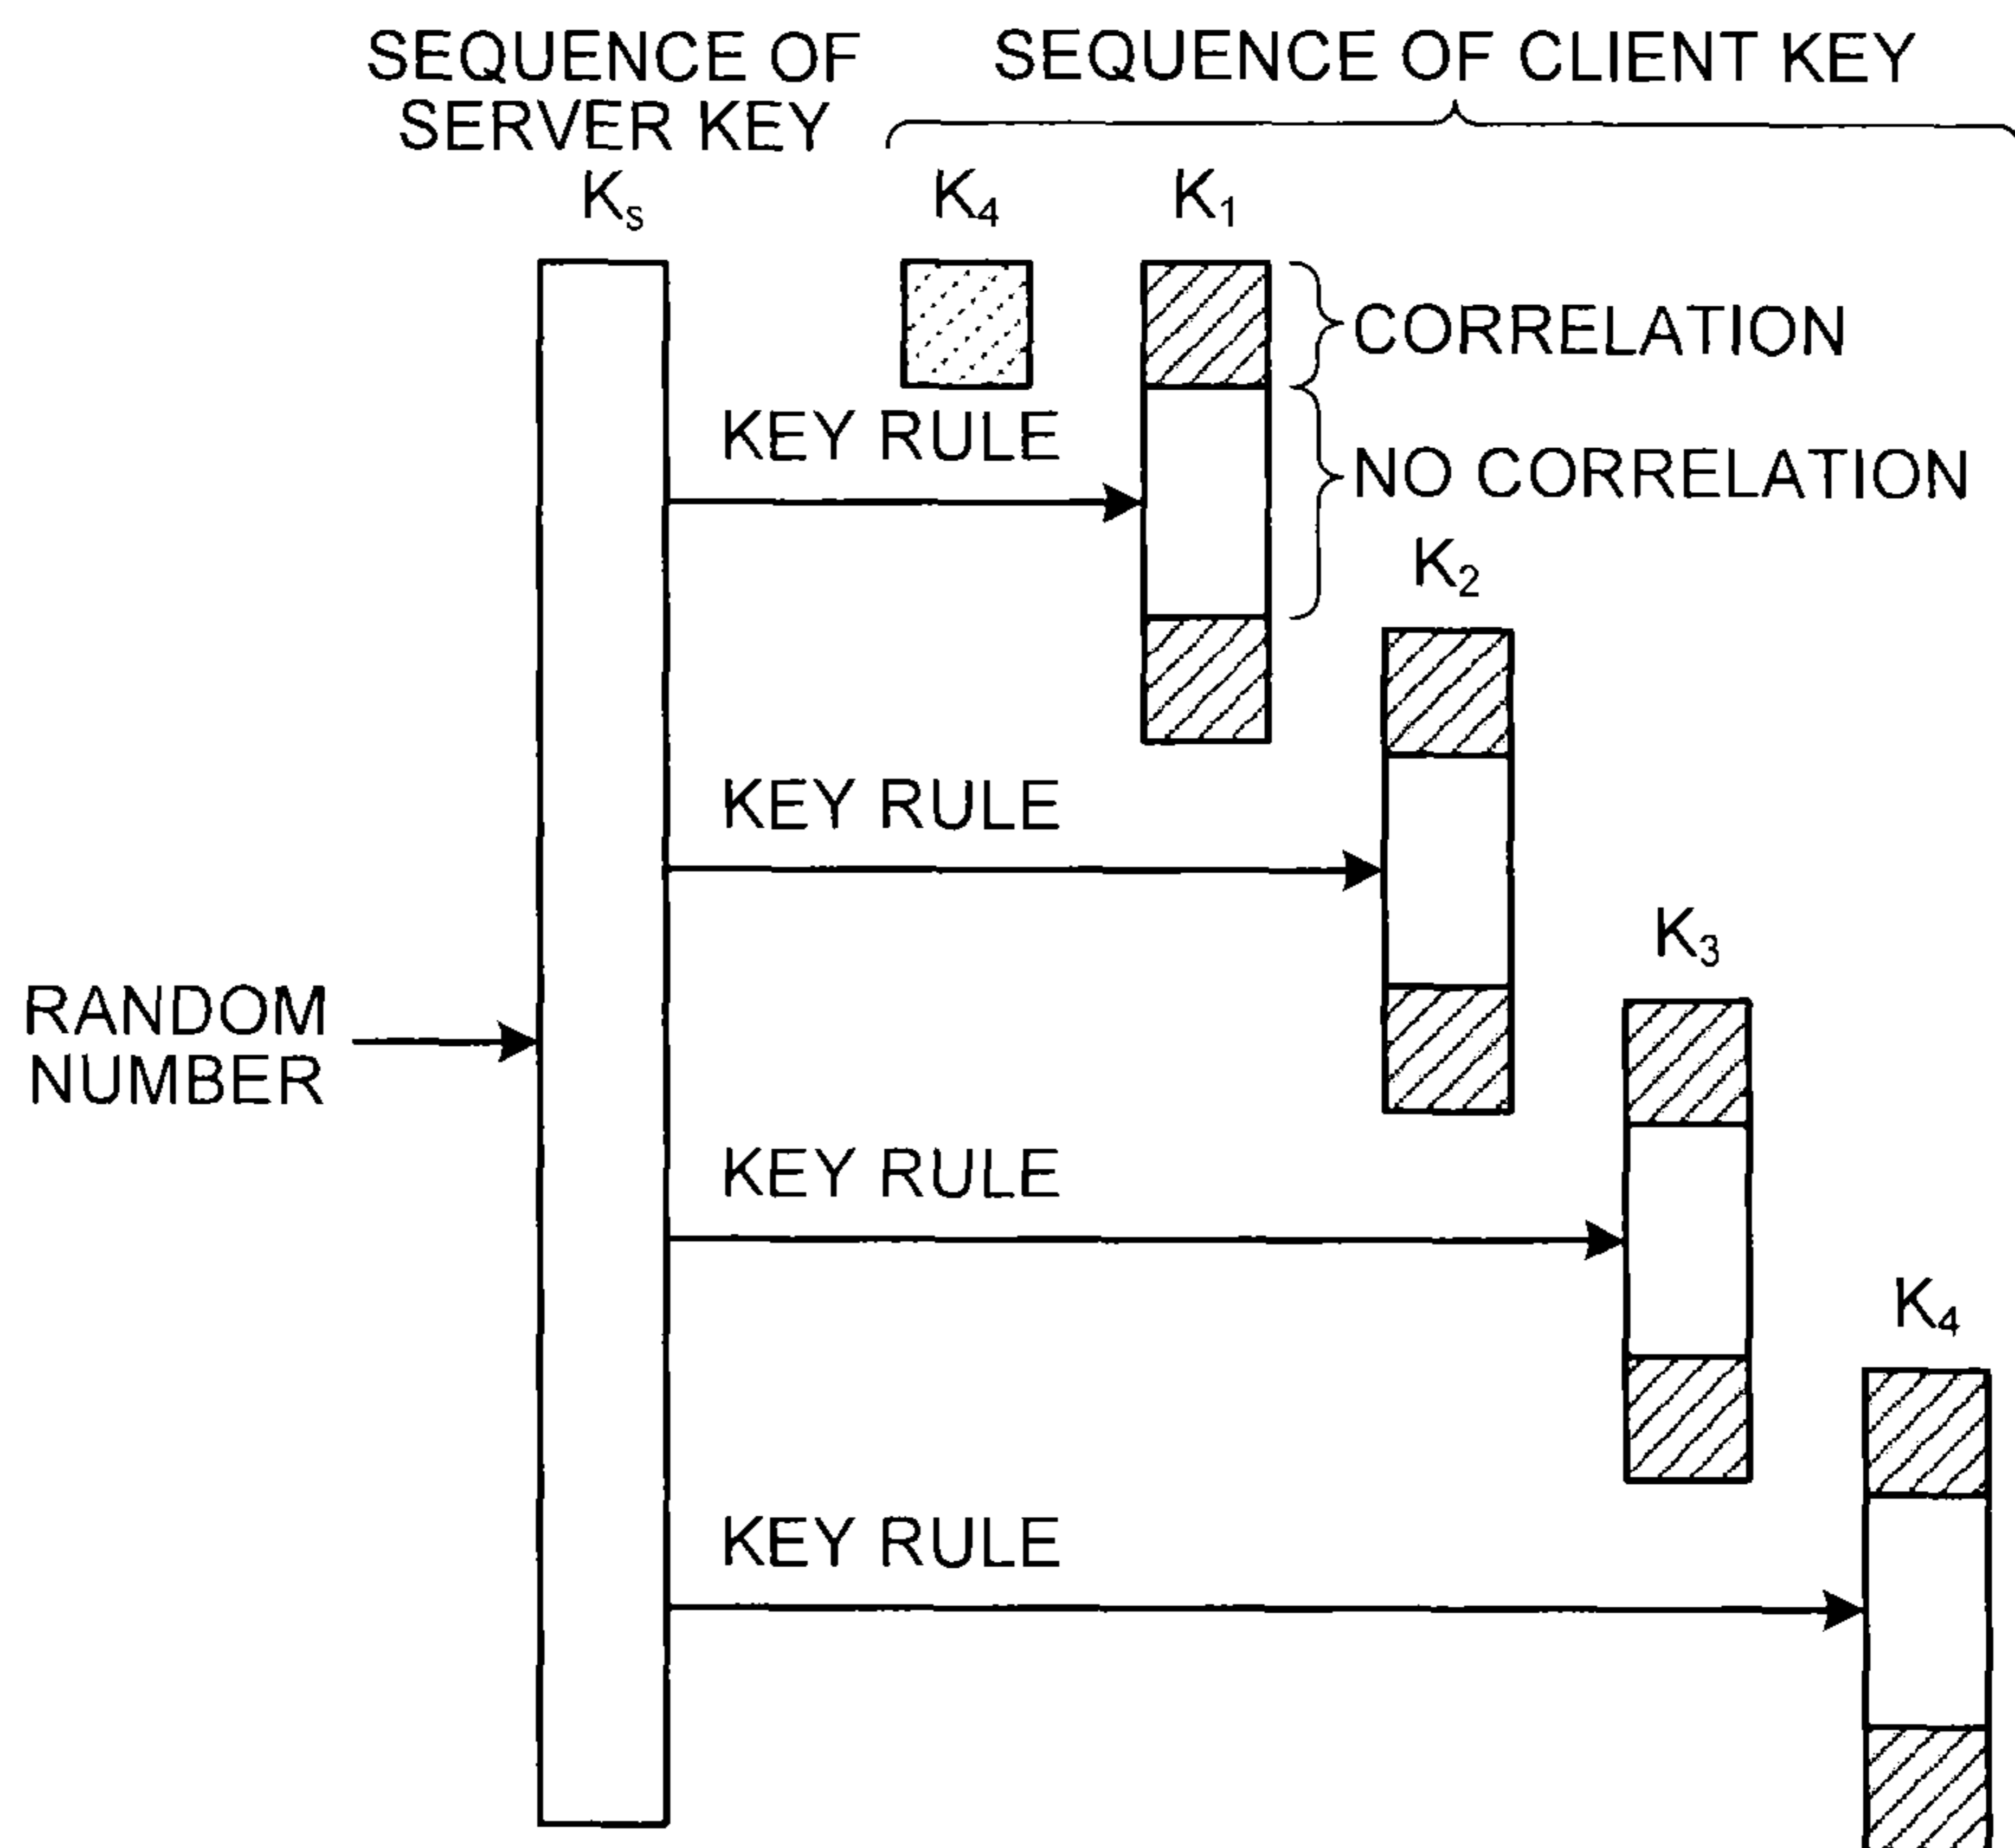 SEQUENCE OF
SERVER KEY
SEQUENCE OF CLIENT KEY
Ks
K4
K1
CORRELATION
KEY RULE
NO CORRELATION
K2
KEY RULE
K3
RANDOM
NUMBER
KEY RULE
K4
KEY RULE